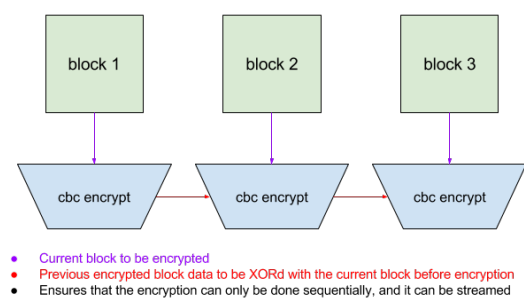 block 1 block 2 block 3
cbc encrypt cbc encrypt cbc encrypt
● Current block to be encrypted
● Previous encrypted block data to be XORd with the current block before encryption
● Ensures that the encryption can only be done sequentially, and it can be streamed